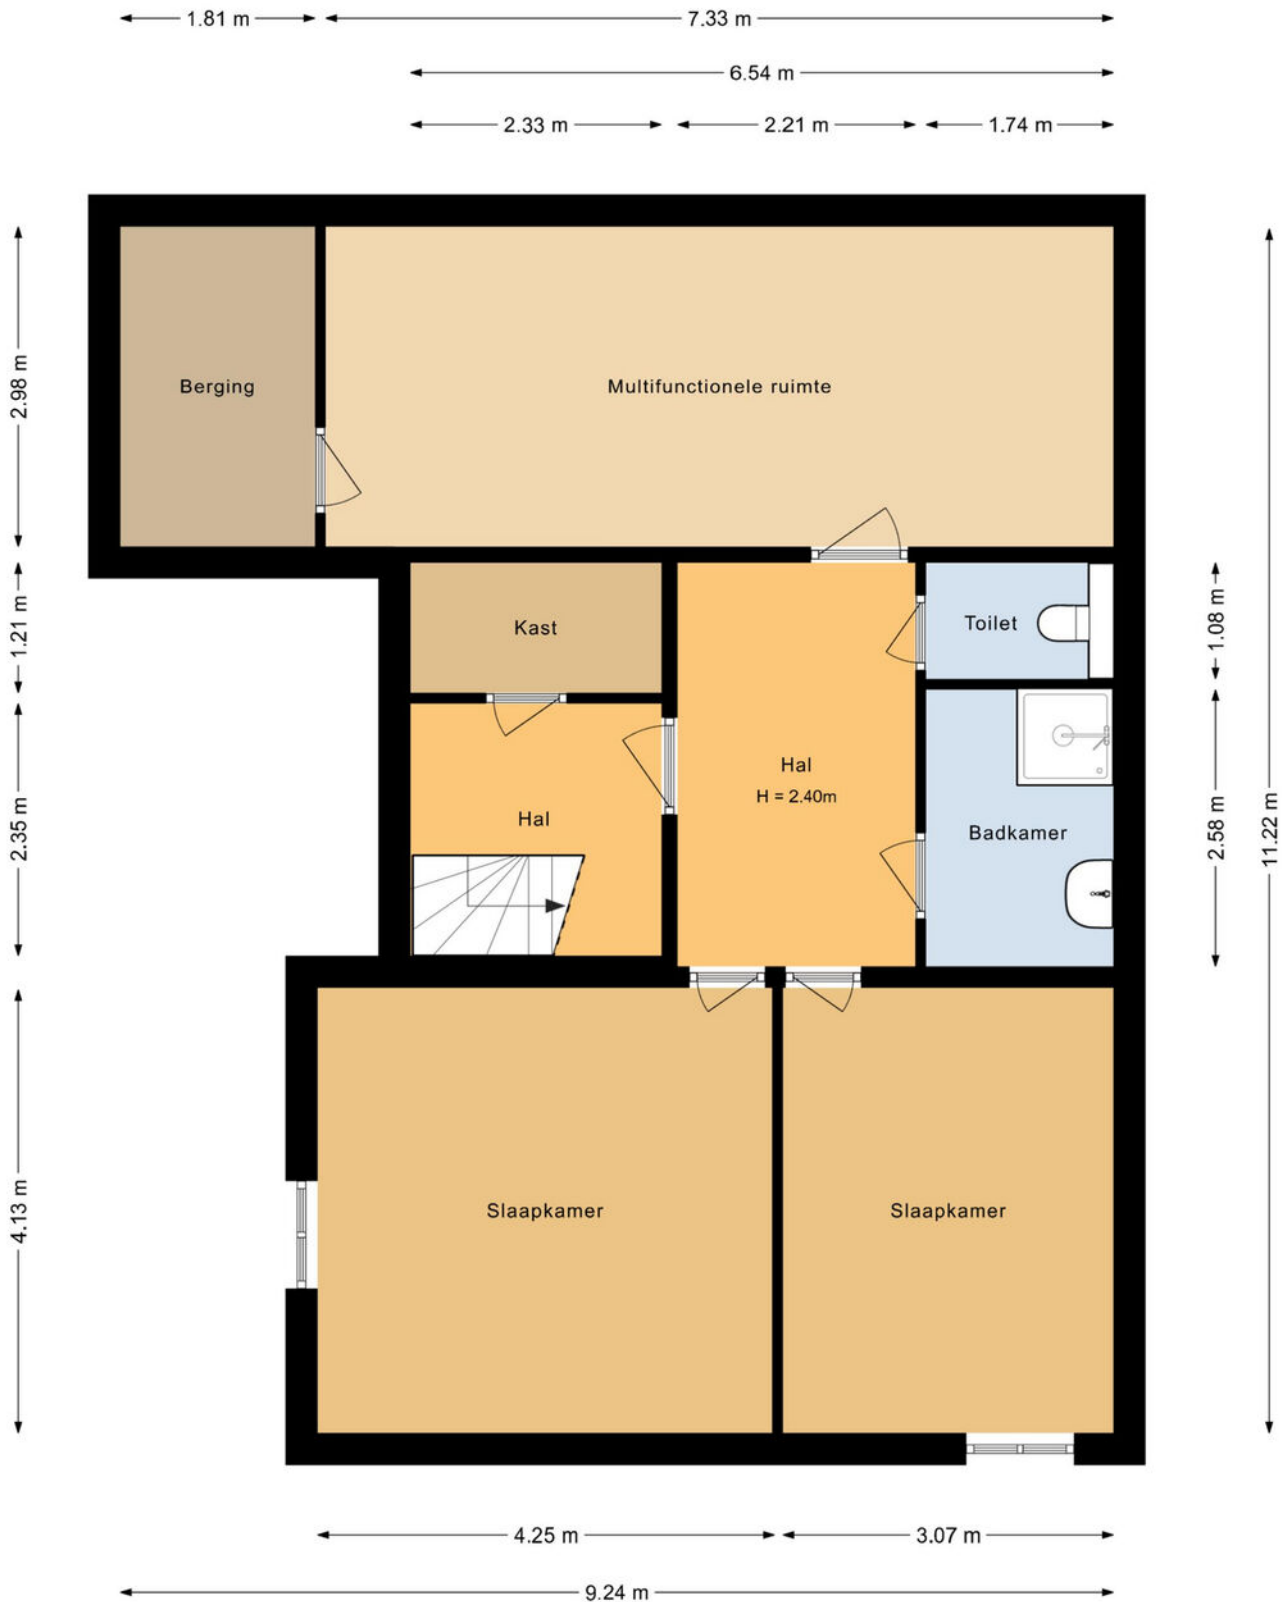 1.81 m
7.33 m
6.54 m
2.33 m
2.21 m
1.74 m
2.98 m
Berging
Multifunctionele ruimte
1.21 m
Kast
Toilet
1.08 m
2.35 m
Hal
Hal
H = 2.40m
Badkamer
2.58 m
11.22 m
4.13 m
Slaapkamer
Slaapkamer
4.25 m
3.07 m
9.24 m